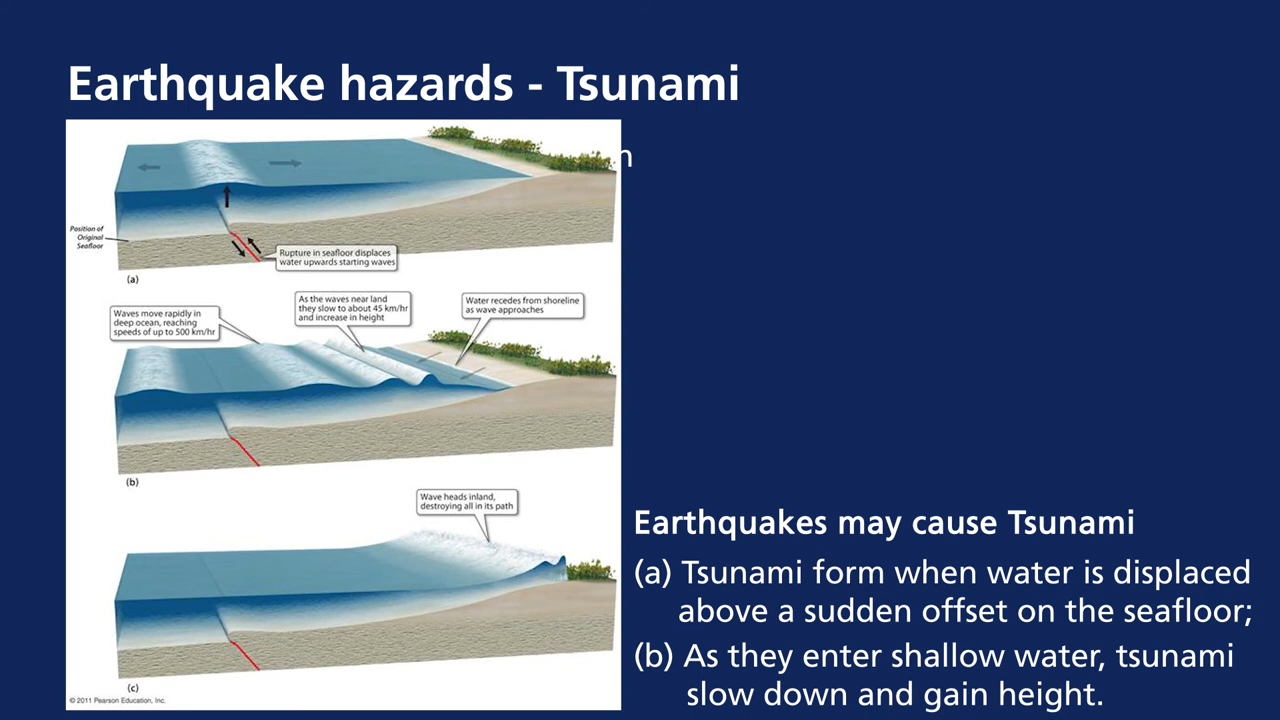 Earthquake hazards - Tsunami
Position of
Original
Seafloor
Rupture in seafloor displaces
water upwards starting waves
(a)
Waves move rapidly in
deep ocean, reaching
speeds of up to 500 km/hr
As the waves near land
they slow to about 45 km/hr
and increase in height
Water recedes from shoreline
as wave approaches
(b)
Wave heads inland,
destroying all in its path
(c)
© 2011 Pearson Education, Inc.
Earthquakes may cause Tsunami
(a) Tsunami form when water is displaced
above a sudden offset on the seafloor;
(b) As they enter shallow water, tsunami
slow down and gain height.